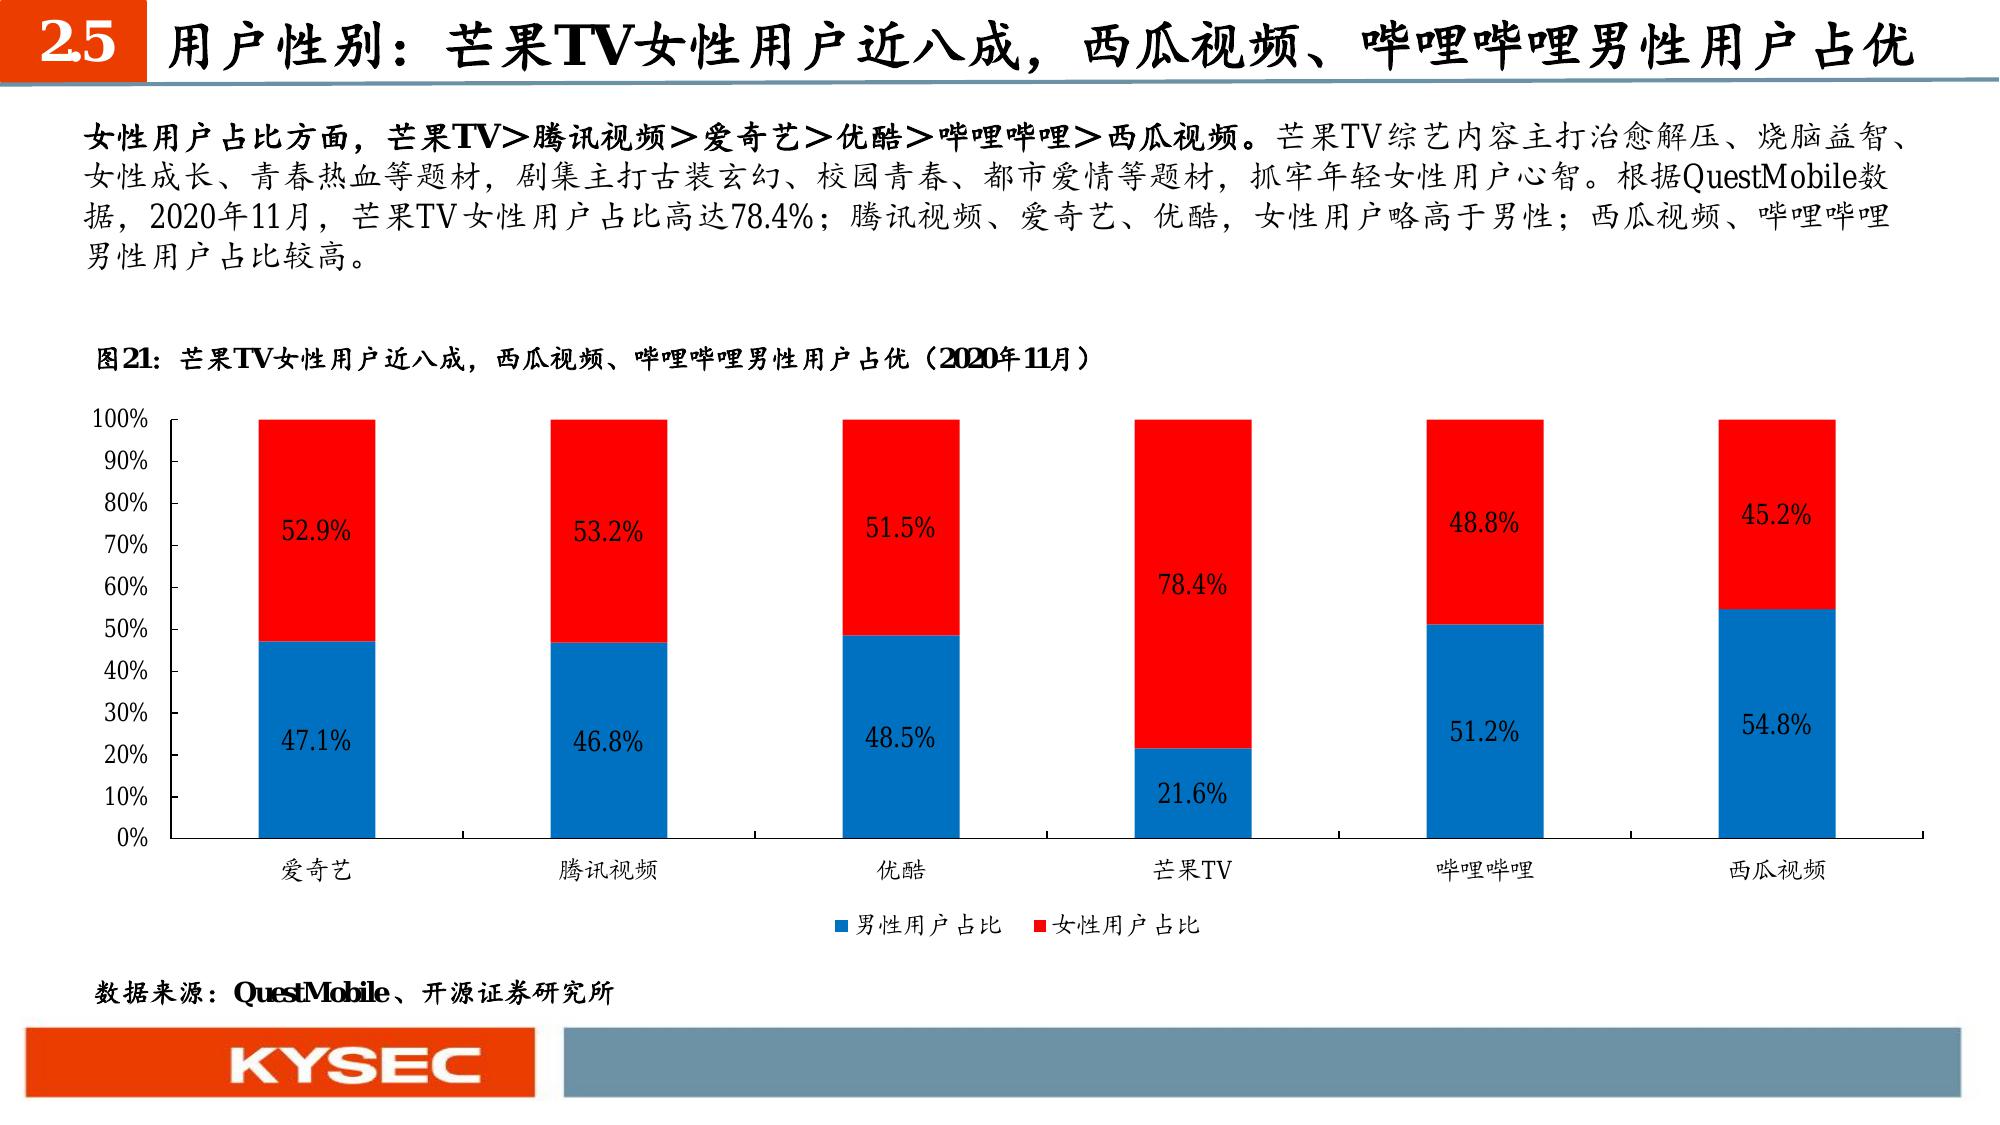 2.5 用户性别：芒果TV女性用户近八成，西瓜视频、哔哩哔哩男性用户占优
女性用户占比方面，芒果TV＞腾讯视频＞爱奇艺＞优酷＞哔哩哔哩＞西瓜视频。芒果TV综艺内容主打治愈解压、烧脑益智、
女性成长、青春热血等题材，剧集主打古装玄幻、校园青春、都市爱情等题材，抓牢年轻女性用户心智。根据QuestMobile数
据，2020年11月，芒果TV女性用户占比高达78.4%；腾讯视频、爱奇艺、优酷，女性用户略高于男性；西瓜视频、哔哩哔哩
男性用户占比较高。
图21：芒果TV女性用户近八成，西瓜视频、哔哩哔哩男性用户占优（2020年11月）
100%
90%
80%
70%
60%
50%
40%
30%
20%
10%
0%
52.9% 53.2% 51.5% 78.4% 48.8% 45.2%
47.1% 46.8% 48.5% 21.6% 51.2% 54.8%
爱奇艺 腾讯视频 优酷 芒果TV 哔哩哔哩 西瓜视频
男性用户占比 女性用户占比
数据来源：QuestMobile、开源证券研究所
KYSEC